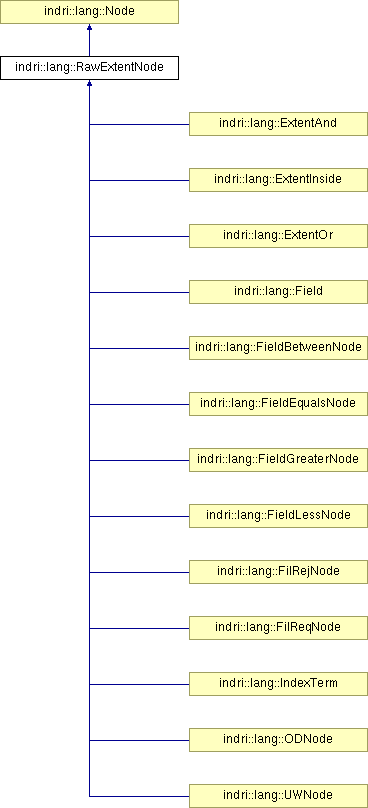 indri::lang::Node
indri::lang::RawExtentNode
indri::lang::ExtentAnd
indri::lang::ExtentInside
indri::lang::ExtentOr
indri::lang::Field
indri::lang::FieldBetweenNode
indri::lang::FieldEqualsNode
indri::lang::FieldGreaterNode
indri::lang::FieldLessNode
indri::lang::FilRejNode
indri::lang::FilReqNode
indri::lang::IndexTerm
indri::lang::ODNode
indri::lang::UWNode